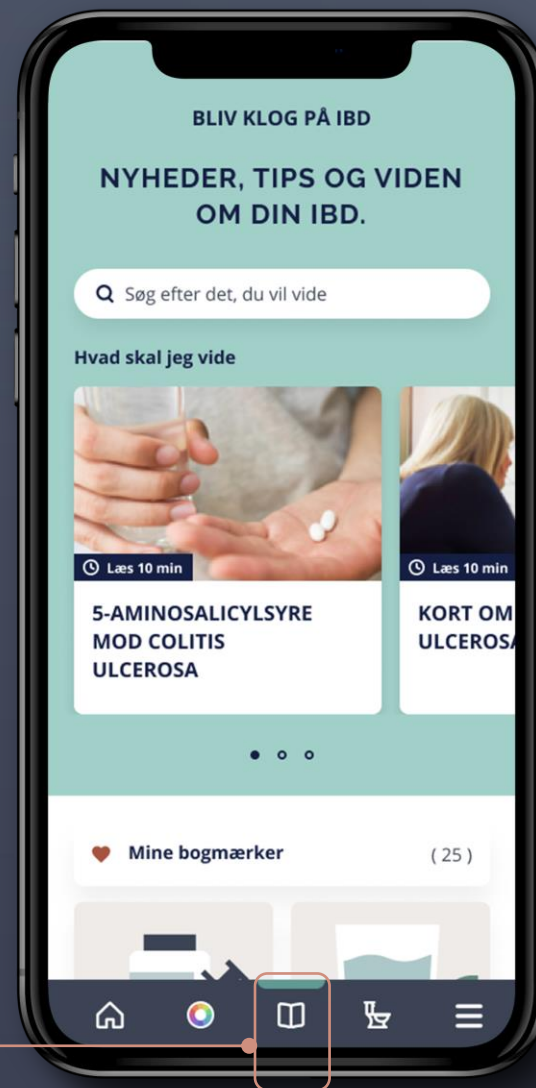 BLIV KLOG PÅ IBD
NYHEDER, TIPS OG VIDEN
OM DIN IBD.
Søg efter det, du vil vide
Hvad skal jeg vide
Læs 10 min
5-AMINOSALICYLSYRE
MOD COLITIS
ULCEROSA
Læs 10 min
KORT OM
Mine bogmærker
( 25 )